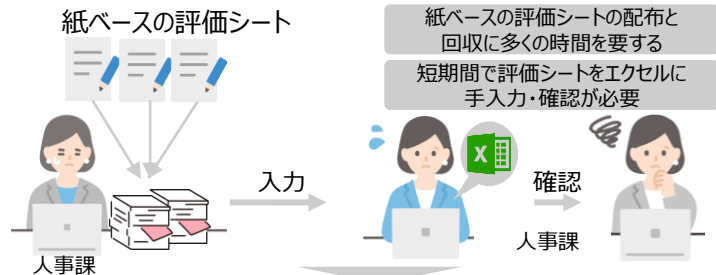 紙ベースの評価シート
紙ベースの評価シートの配布と
回収に多くの時間を要する
短期間で評価シートをエクセルに
手入力・確認が必要
X
入力
確認
人事課
人事課